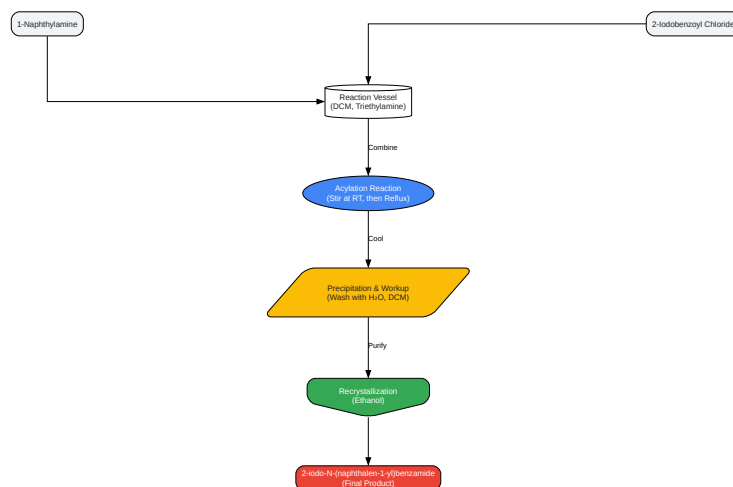 1-Naphthylamine
2-Iodobenzoyl Chloride
Reaction Vessel
(DCM, Triethylamine)
Combine
Acylation Reaction
(Stir at RT, then Reflux)
Cool
Precipitation & Workup
(Wash with H₂O, DCM)
Purify
Recrystallization
(Ethanol)
2-iodo-N-(naphthalen-1-yl)benzamide
(Final Product)